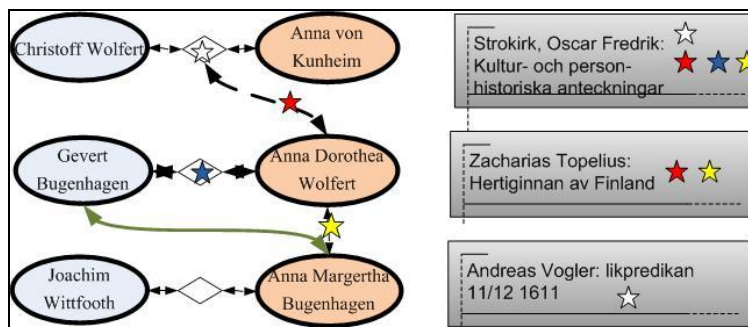 Christoff Wolfert
Anna von
Kunheim
Gevert
Bugenhagen
Anna Dorothea
Wolfert
Joachim
Wittfooth
Anna Margertha
Bugenhagen
Strokirk, Oscar Fredrik:
Kultur- och person-
historiska anteckningar
Zacharias Topelius:
Hertiginnan av Finland
Andreas Vogler: likpredikan
11/12 1611